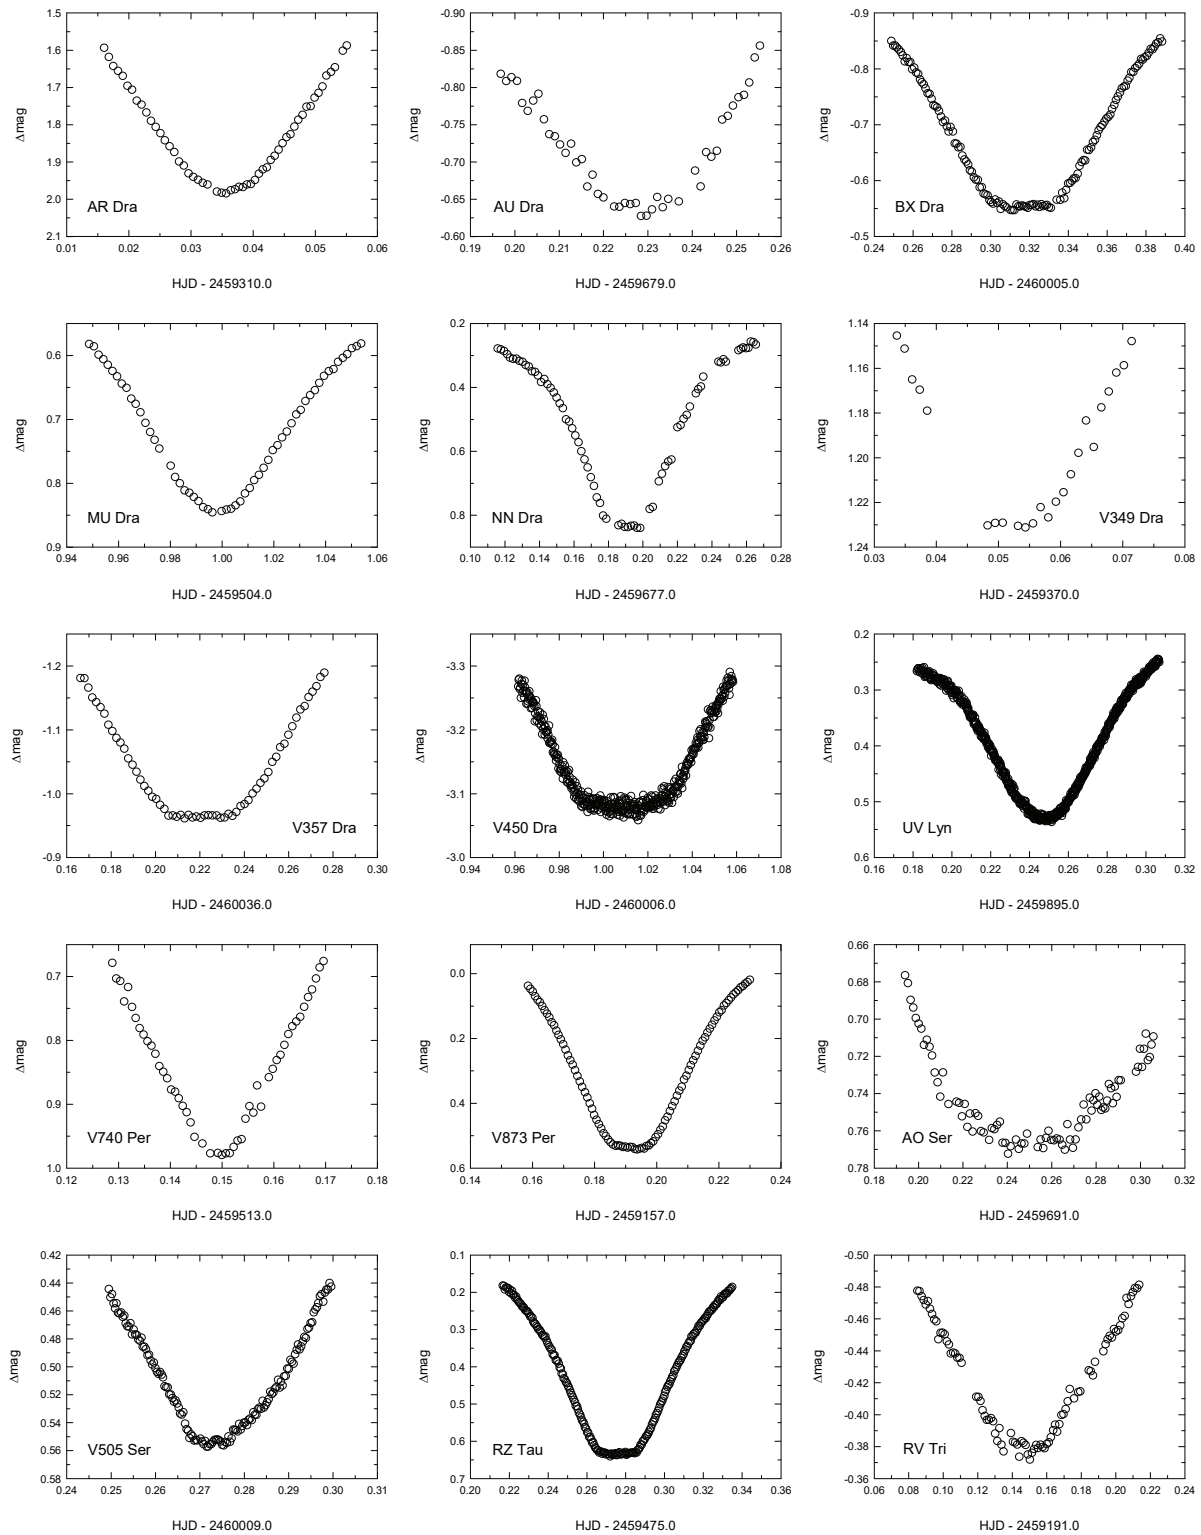 1.5
1.6
1.7
1.8
1.9
2.0
2.1
Δmag
AR Dra
0.01 0.02 0.03 0.04 0.05 0.06
HJD - 2459310.0
-0.90
-0.85
-0.80
-0.75
-0.70
-0.65
-0.60
Δmag
AU Dra
0.19 0.20 0.21 0.22 0.23 0.24 0.25 0.26
HJD - 2459679.0
-0.9
-0.8
-0.7
-0.6
-0.5
Δmag
BX Dra
0.24 0.26 0.28 0.30 0.32 0.34 0.36 0.38 0.40
HJD - 2460005.0
0.6
0.7
0.8
0.9
Δmag
MU Dra
0.94 0.96 0.98 1.00 1.02 1.04 1.06
HJD - 2459504.0
0.2
0.4
0.6
0.8
Δmag
NN Dra
0.10 0.12 0.14 0.16 0.18 0.20 0.22 0.24 0.26 0.28
HJD - 2459677.0
1.14
1.16
1.18
1.20
1.22
1.24
Δmag
V349 Dra
0.03 0.04 0.05 0.06 0.07 0.08
HJD - 2459370.0
-1.2
-1.1
-1.0
-0.9
Δmag
V357 Dra
0.16 0.18 0.20 0.22 0.24 0.26 0.28 0.30
HJD - 2460036.0
-3.3
-3.2
-3.1
-3.0
Δmag
V450 Dra
0.94 0.96 0.98 1.00 1.02 1.04 1.06 1.08
HJD - 2460006.0
0.2
0.3
0.4
0.5
0.6
Δmag
UV Lyn
0.16 0.18 0.20 0.22 0.24 0.26 0.28 0.30 0.32
HJD - 2459895.0
0.7
0.8
0.9
1.0
Δmag
V740 Per
0.12 0.13 0.14 0.15 0.16 0.17 0.18
HJD - 2459513.0
0.0
0.2
0.4
0.6
Δmag
V873 Per
0.14 0.16 0.18 0.20 0.22 0.24
HJD - 2459157.0
0.66
0.68
0.70
0.72
0.74
0.76
0.78
Δmag
AO Ser
0.18 0.20 0.22 0.24 0.26 0.28 0.30 0.32
HJD - 2459691.0
0.42
0.44
0.46
0.48
0.50
0.52
0.54
0.56
0.58
Δmag
V505 Ser
0.24 0.25 0.26 0.27 0.28 0.29 0.30 0.31
HJD - 2460009.0
0.1
0.2
0.3
0.4
0.5
0.6
0.7
Δmag
RZ Tau
0.20 0.22 0.24 0.26 0.28 0.30 0.32 0.34 0.36
HJD - 2459475.0
-0.50
-0.48
-0.46
-0.44
-0.42
-0.40
-0.38
-0.36
Δmag
RV Tri
0.06 0.08 0.10 0.12 0.14 0.16 0.18 0.20 0.22 0.24
HJD - 2459191.0